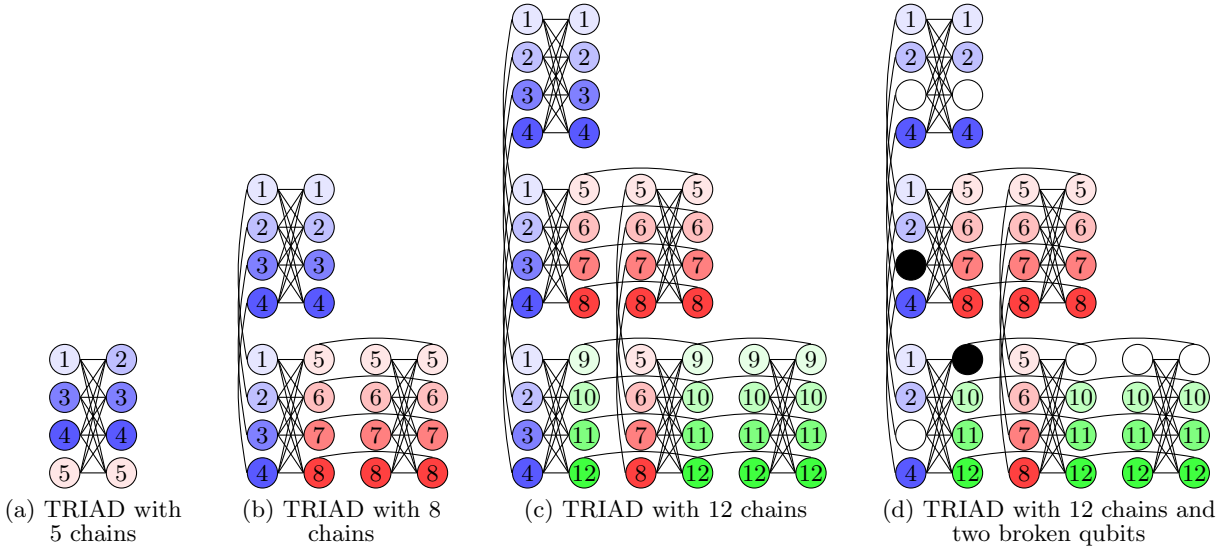 1 1
2 2
3 3
4 4
1 5 5 5
2 6 6 6
3 7 7 7
4 8 8 8
1 9 5 9 9 9
2 10 6 10 10 10
3 11 7 11 11 11
4 12 8 12 12 12
(c) TRIAD with 12 chains
1 1
2 2
3 3
4 4
1 5 5 5
2 6 6 6
3 7 7 7
4 8 8 8
(b) TRIAD with 8
chains
1 2
3 3
4 4
5 5
(a) TRIAD with
5 chains
1 1
2 2
4 4
1 5 5 5
2 6 6 6
7 7 7
4 8 8 8
1 5
2 10 6 10 10 10
11 7 11 11 11
4 12 8 12 12 12
(d) TRIAD with 12 chains and
two broken qubits